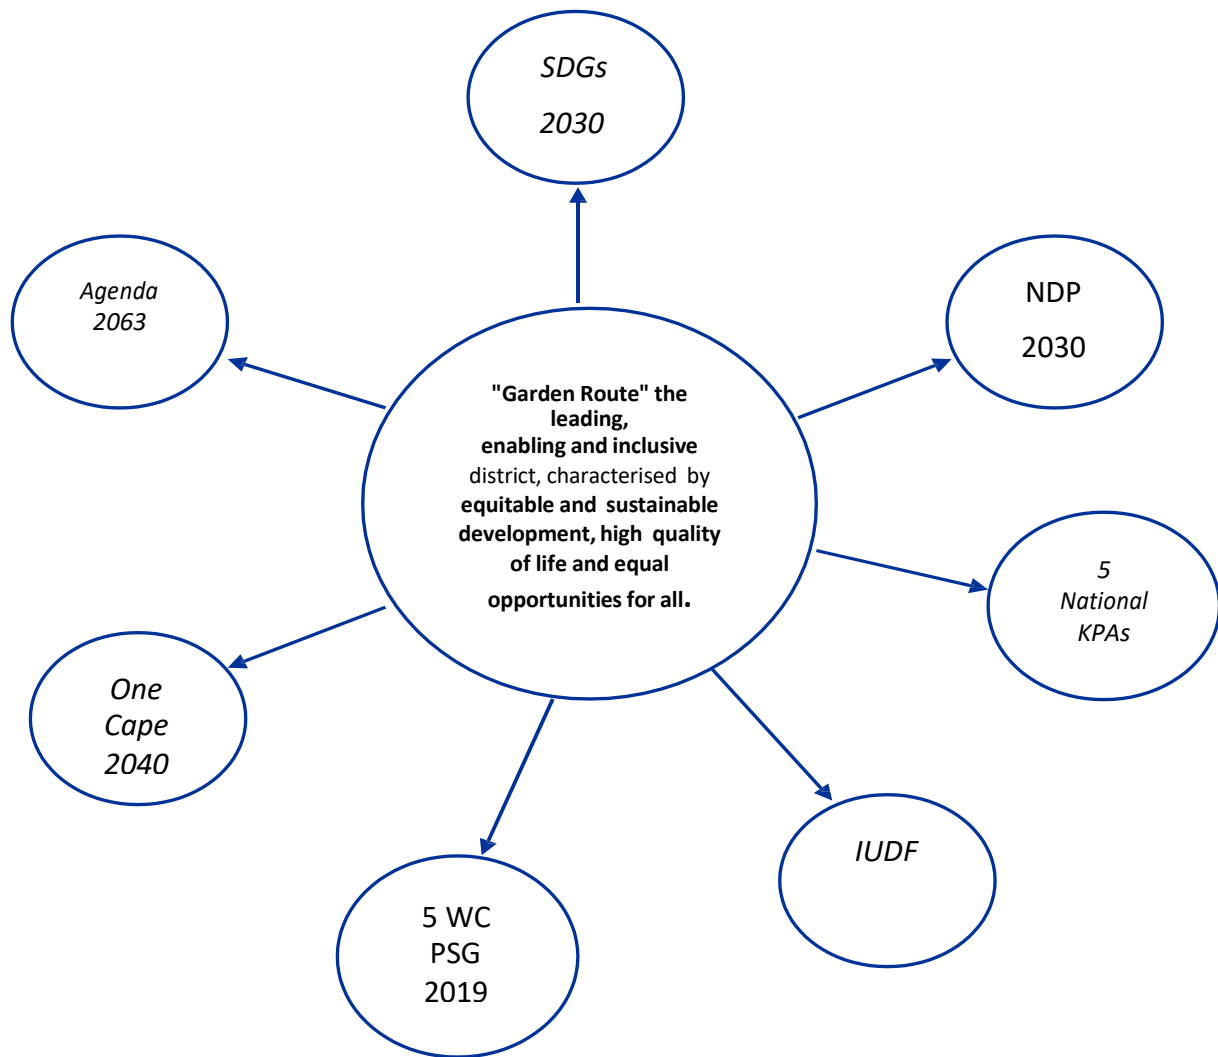 SDGs
2030
Agenda
2063
NDP
2030
"Garden Route" the
leading,
enabling and inclusive
district, characterised by
equitable and sustainable
development, high quality
of life and equal
opportunities for all.
5
National
KPAs
One
Cape
2040
IUDF
5 WC
PSG
2019